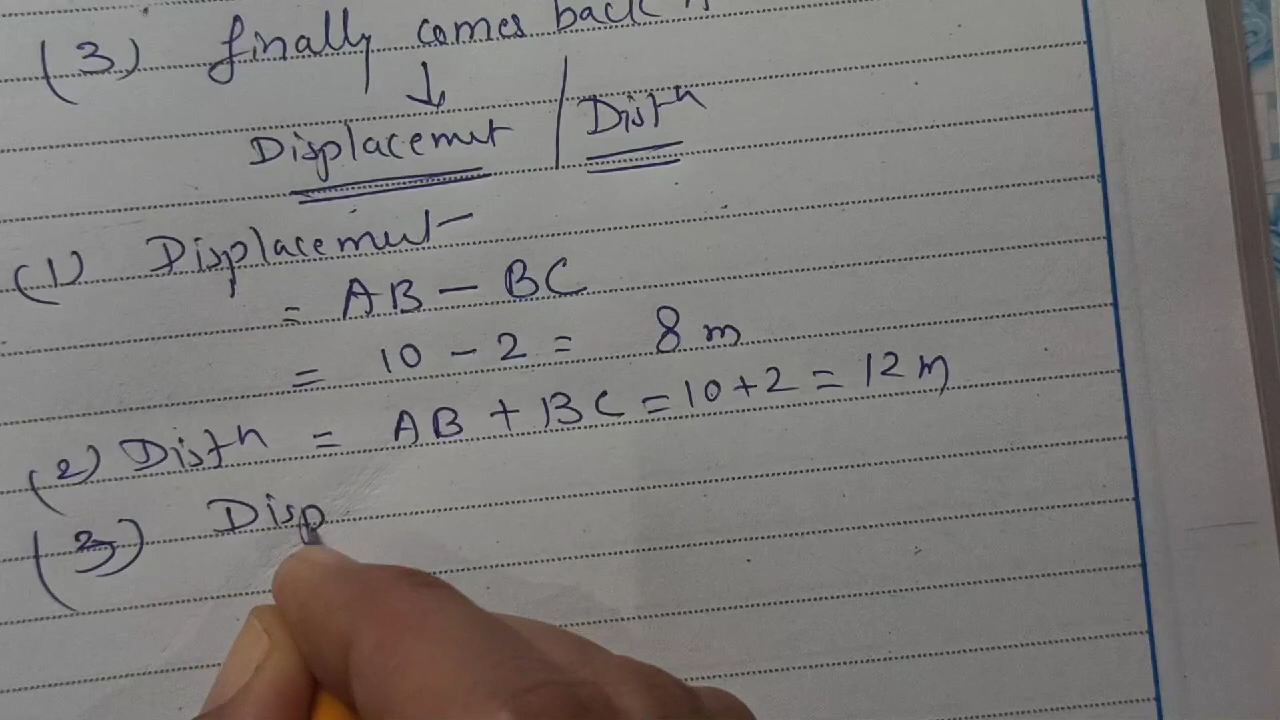 (3) finally comes back
↓
Displacemnt | Distn
(1) Displacement
= AB - BC
= 10 - 2 = 8 m
(2) Distn = AB + BC = 10 + 2 = 12 m
(3) Disp